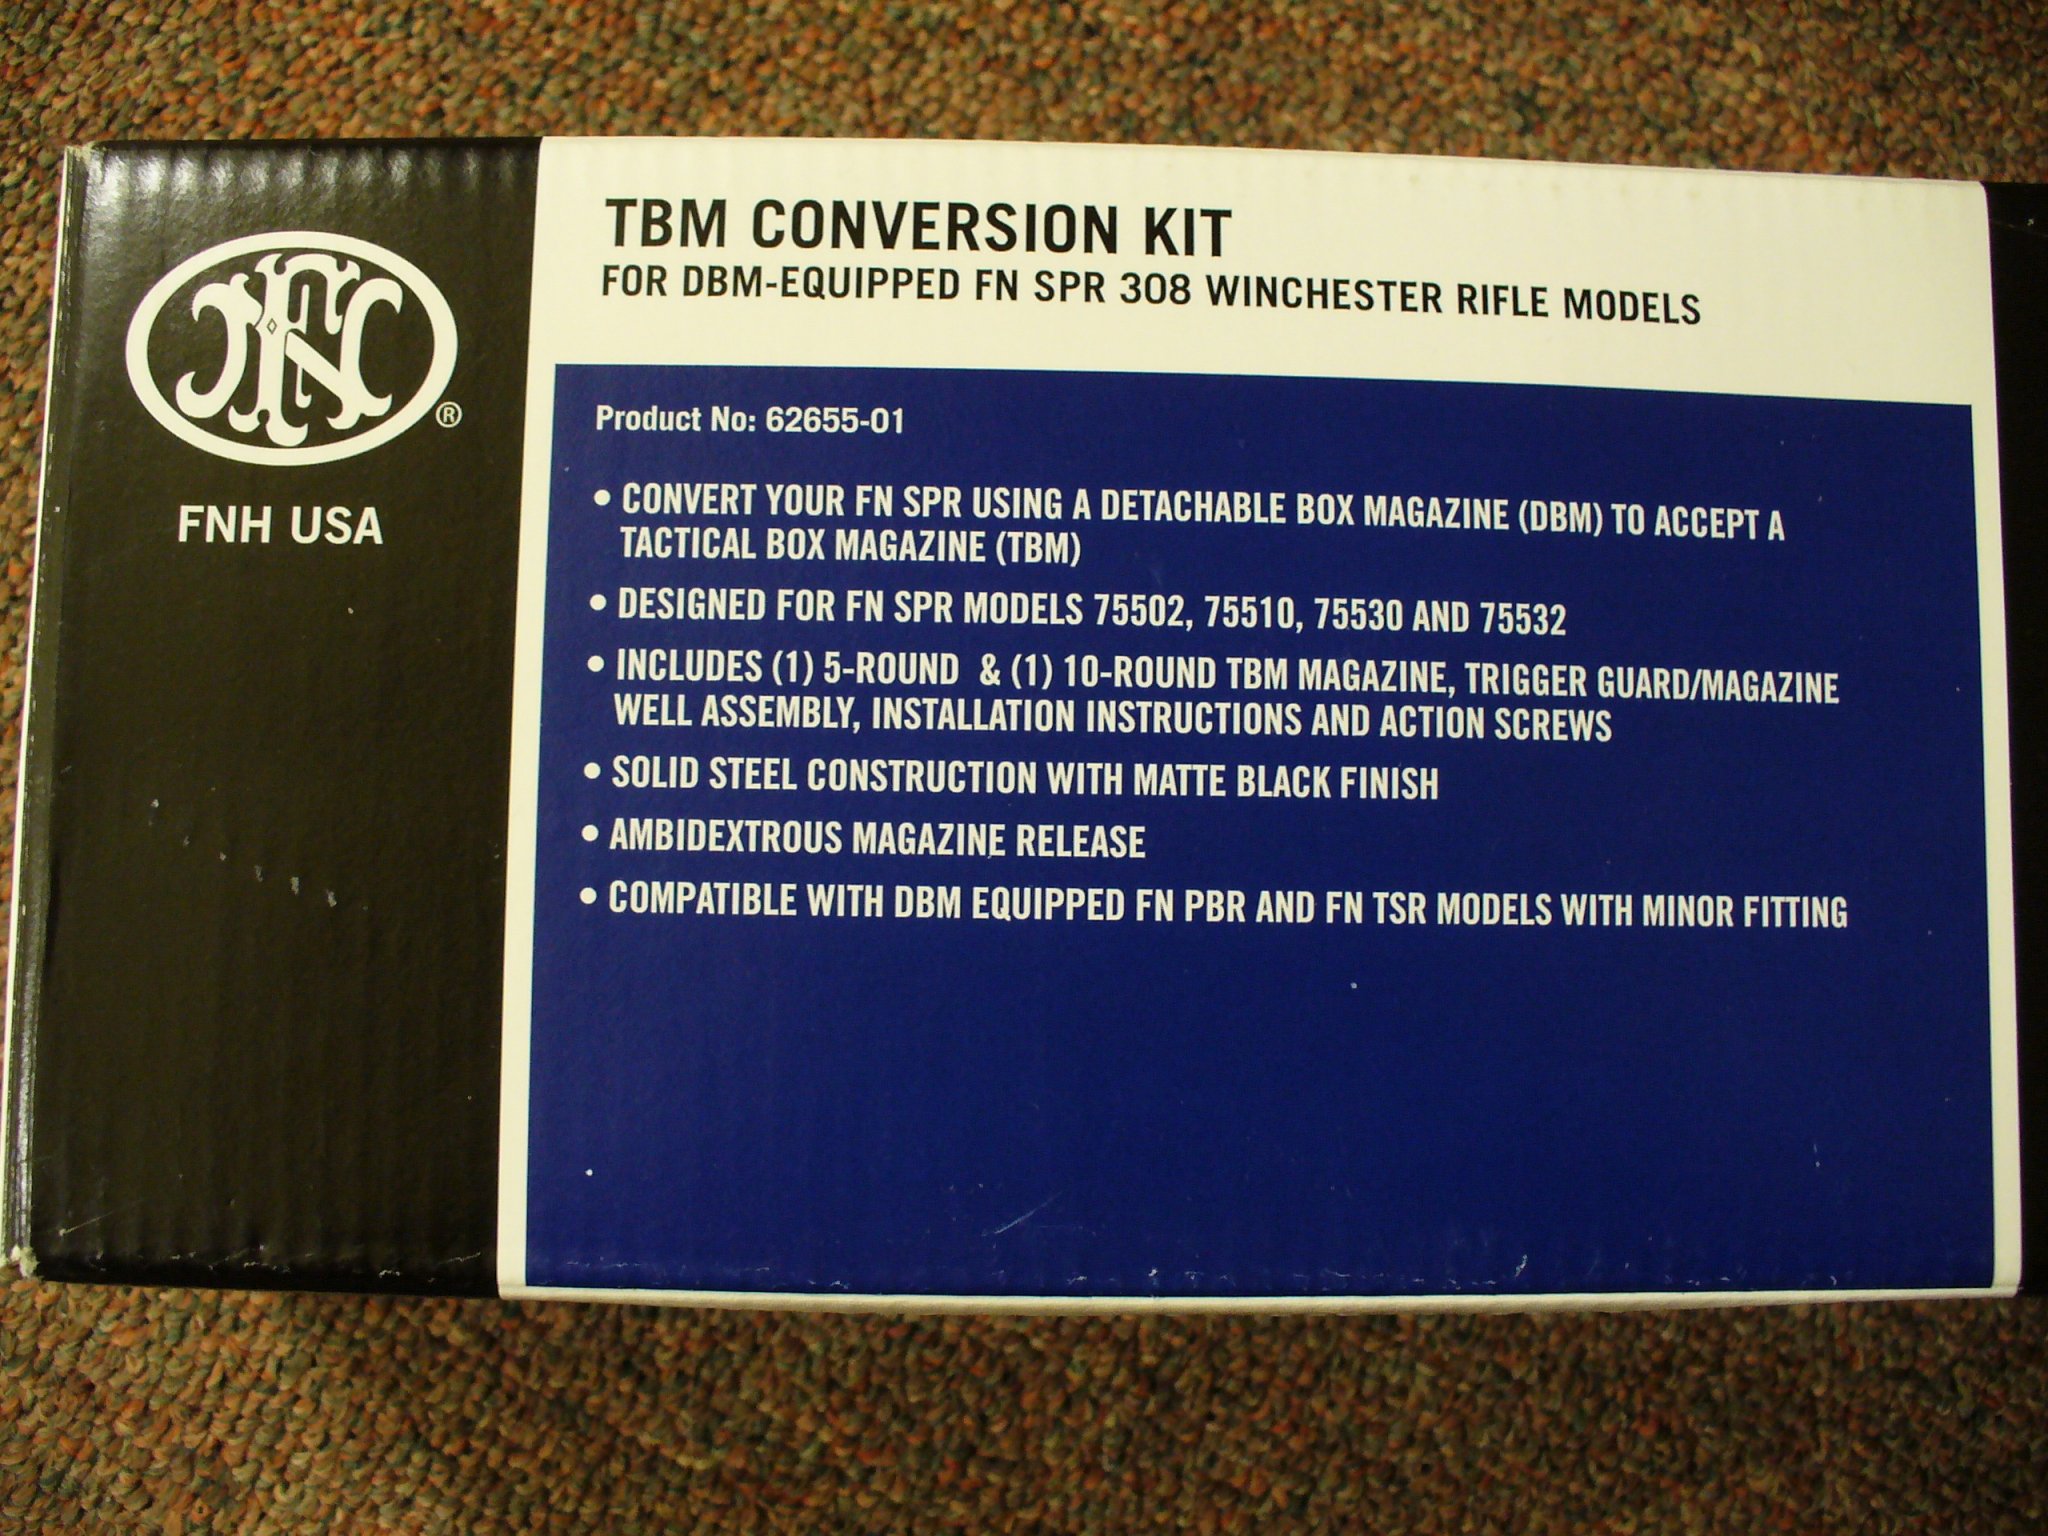 FN®
FNH USA
TBM CONVERSION KIT
FOR DBM-EQUIPPED FN SPR 308 WINCHESTER RIFLE MODELS
Product No: 62655-01
• CONVERT YOUR FN SPR USING A DETACHABLE BOX MAGAZINE (DBM) TO ACCEPT A
TACTICAL BOX MAGAZINE (TBM)
• DESIGNED FOR FN SPR MODELS 75502, 75510, 75530 AND 75532
• INCLUDES (1) 5-ROUND & (1) 10-ROUND TBM MAGAZINE, TRIGGER GUARD/MAGAZINE
WELL ASSEMBLY, INSTALLATION INSTRUCTIONS AND ACTION SCREWS
• SOLID STEEL CONSTRUCTION WITH MATTE BLACK FINISH
• AMBIDEXTROUS MAGAZINE RELEASE
• COMPATIBLE WITH DBM EQUIPPED FN PBR AND FN TSR MODELS WITH MINOR FITTING